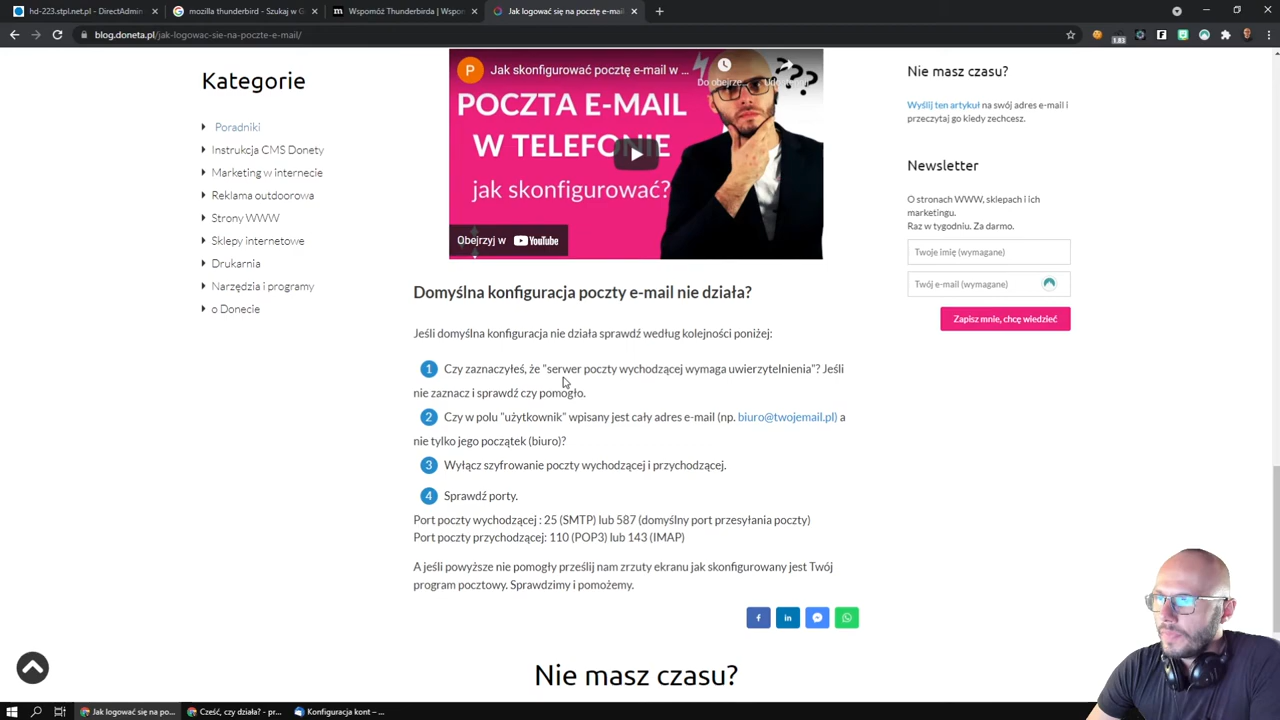 hd-223.stp.net.pl - DirectAdmin
mozilla thunderbird - Szukaj w G
Wspomóż Thunderbirda | Wspom
Jak logować się na pocztę e-mail
blog.doneta.pl/jak-logowac-sie-na-poczte-e-mail/
1.83
Kategorie
Poradniki
Instrukcja CMS Donety
Marketing w internecie
Reklama outdoorowa
Strony WWW
Sklepy internetowe
Drukarnia
Narzędzia i programy
o Donecie
P
Jak skonfigurować pocztę e-mail w ...
Do obejrze...
POCZTA E-MAIL
W TELEFONIE
jak skonfigurować?
???
Obejrzyj w YouTube
Domyślna konfiguracja poczty e-mail nie działa?
Jeśli domyślna konfiguracja nie działa sprawdź według kolejności poniżej:
1 Czy zaznaczyłeś, że "serwer poczty wychodzącej wymaga uwierzytelnienia"? Jeśli
nie zaznacz i sprawdź czy pomogło.
2 Czy w polu "użytkownik" wpisany jest cały adres e-mail (np. biuro@twojemail.pl) a
nie tylko jego początek (biuro)?
3 Wyłącz szyfrowanie poczty wychodzącej i przychodzącej.
4 Sprawdź porty.
Port poczty wychodzącej : 25 (SMTP) lub 587 (domyślny port przesyłania poczty)
Port poczty przychodzącej: 110 (POP3) lub 143 (IMAP)
A jeśli powyższe nie pomogły prześlij nam zrzuty ekranu jak skonfigurowany jest Twój
program pocztowy. Sprawdzimy i pomożemy.
f
in
Nie masz czasu?
Nie masz czasu?
Wyślij ten artykuł na swój adres e-mail i
przeczytaj go kiedy zechcesz.
Newsletter
O stronach WWW, sklepach i ich
marketingu.
Raz w tygodniu. Za darmo.
Twoje imię (wymagane)
Twój e-mail (wymagane)
Zapisz mnie, chcę wiedzieć
Jak logować się na po...
Cześć, czy działa? - pr...
Konfiguracja kont – ...